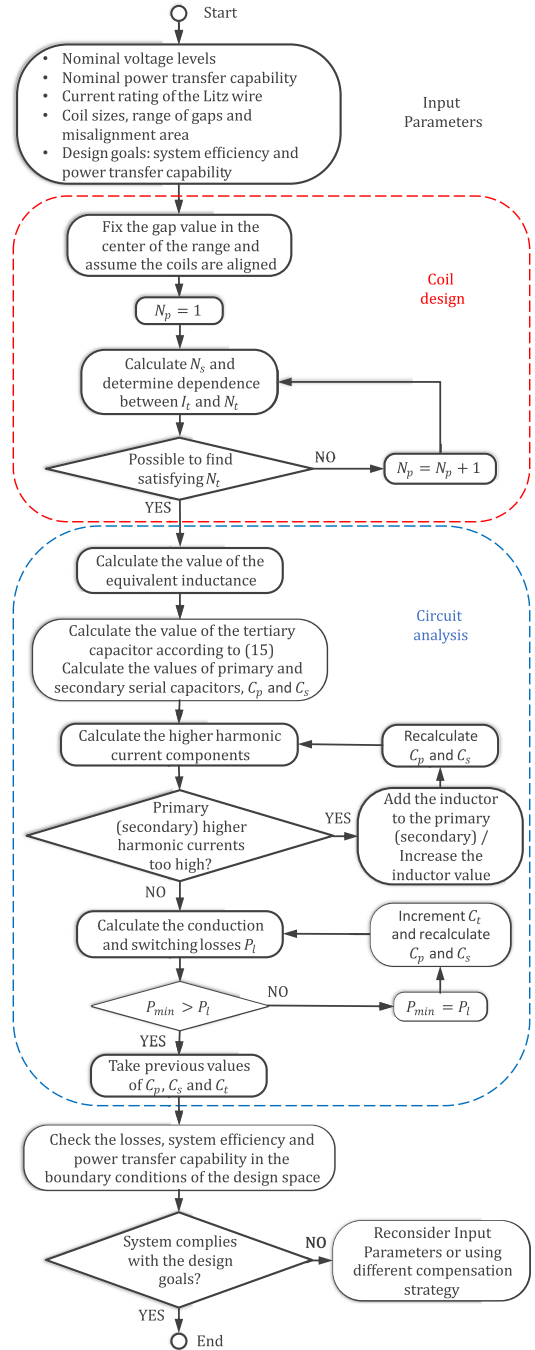 Start
• Nominal voltage levels
• Nominal power transfer capability
• Current rating of the Litz wire
• Coil sizes, range of gaps and
misalignment area
• Design goals: system efficiency and
power transfer capability
Input
Parameters
Fix the gap value in the
center of the range and
assume the coils are aligned
Coil
design
N_p = 1
Calculate N_s and
determine dependence
between I_t and N_t
Possible to find
satisfying N_t
NO
N_p = N_p + 1
YES
Calculate the value of the
equivalent inductance
Circuit
analysis
Calculate the value of the tertiary
capacitor according to (15)
Calculate the values of primary and
secondary serial capacitors, C_p and C_s
Calculate the higher harmonic
current components
Recalculate
C_p and C_s
Primary
(secondary) higher
harmonic currents
too high?
YES
Add the inductor
to the primary
(secondary) /
Increase the
inductor value
NO
Calculate the conduction
and switching losses P_l
Increment C_t
and recalculate
C_p and C_s
P_min > P_l
NO
P_min = P_l
YES
Take previous values
of C_p, C_s and C_t
Check the losses, system efficiency and
power transfer capability in the
boundary conditions of the design space
System complies
with the design
goals?
NO
Reconsider Input
Parameters or using
different compensation
strategy
YES
End